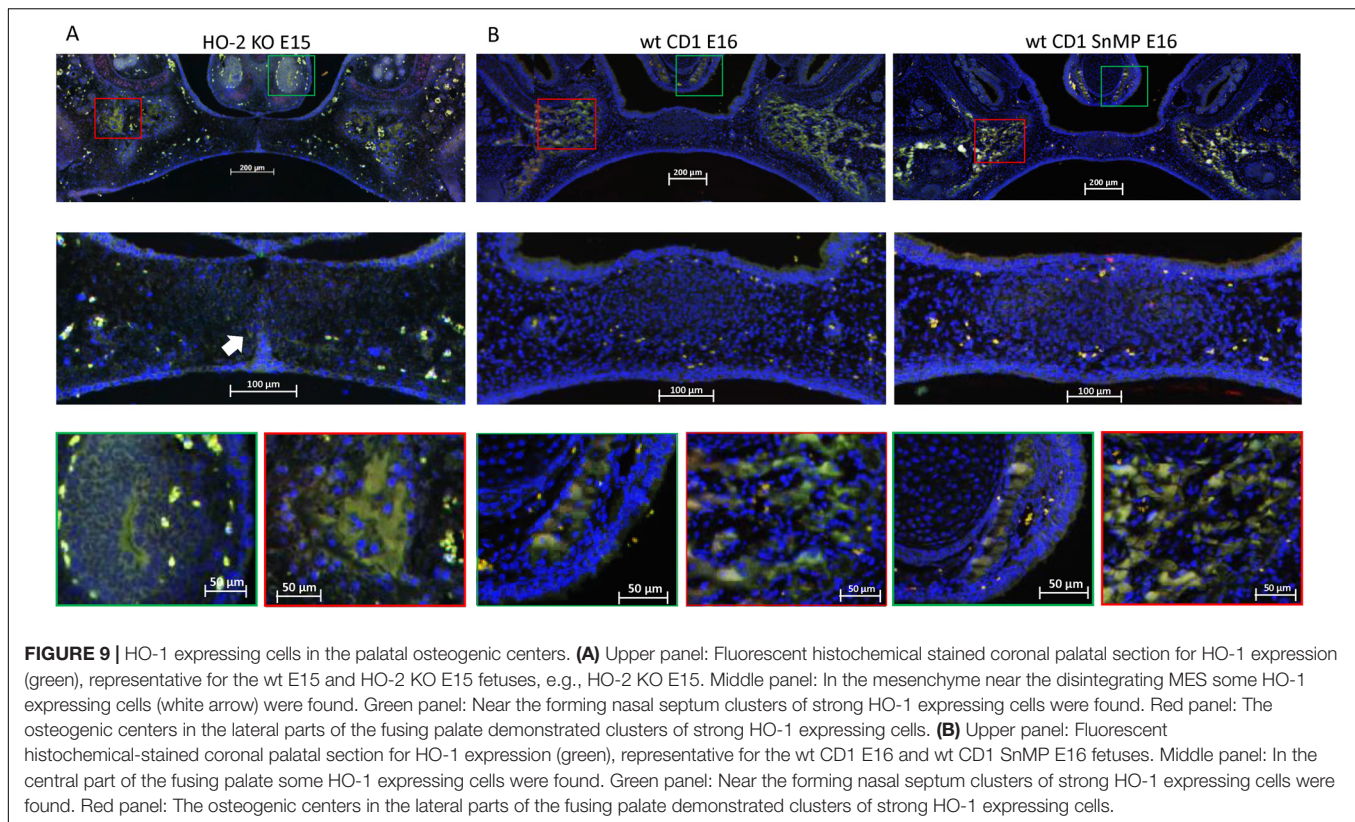 A
HO-2 KO E15
B
wt CD1 E16
wt CD1 SnMP E16
200 µm
200 µm
200 µm
100 µm
100 µm
100 µm
50 µm
50 µm
50 µm
50 µm
50 µm
50 µm
FIGURE 9 | HO-1 expressing cells in the palatal osteogenic centers. (A) Upper panel: Fluorescent histochemical stained coronal palatal section for HO-1 expression
(green), representative for the wt E15 and HO-2 KO E15 fetuses, e.g., HO-2 KO E15. Middle panel: In the mesenchyme near the disintegrating MES some HO-1
expressing cells (white arrow) were found. Green panel: Near the forming nasal septum clusters of strong HO-1 expressing cells were found. Red panel: The
osteogenic centers in the lateral parts of the fusing palate demonstrated clusters of strong HO-1 expressing cells. (B) Upper panel: Fluorescent
histochemical-stained coronal palatal section for HO-1 expression (green), representative for the wt CD1 E16 and wt CD1 SnMP E16 fetuses. Middle panel: In the
central part of the fusing palate some HO-1 expressing cells were found. Green panel: Near the forming nasal septum clusters of strong HO-1 expressing cells were
found. Red panel: The osteogenic centers in the lateral parts of the fusing palate demonstrated clusters of strong HO-1 expressing cells.